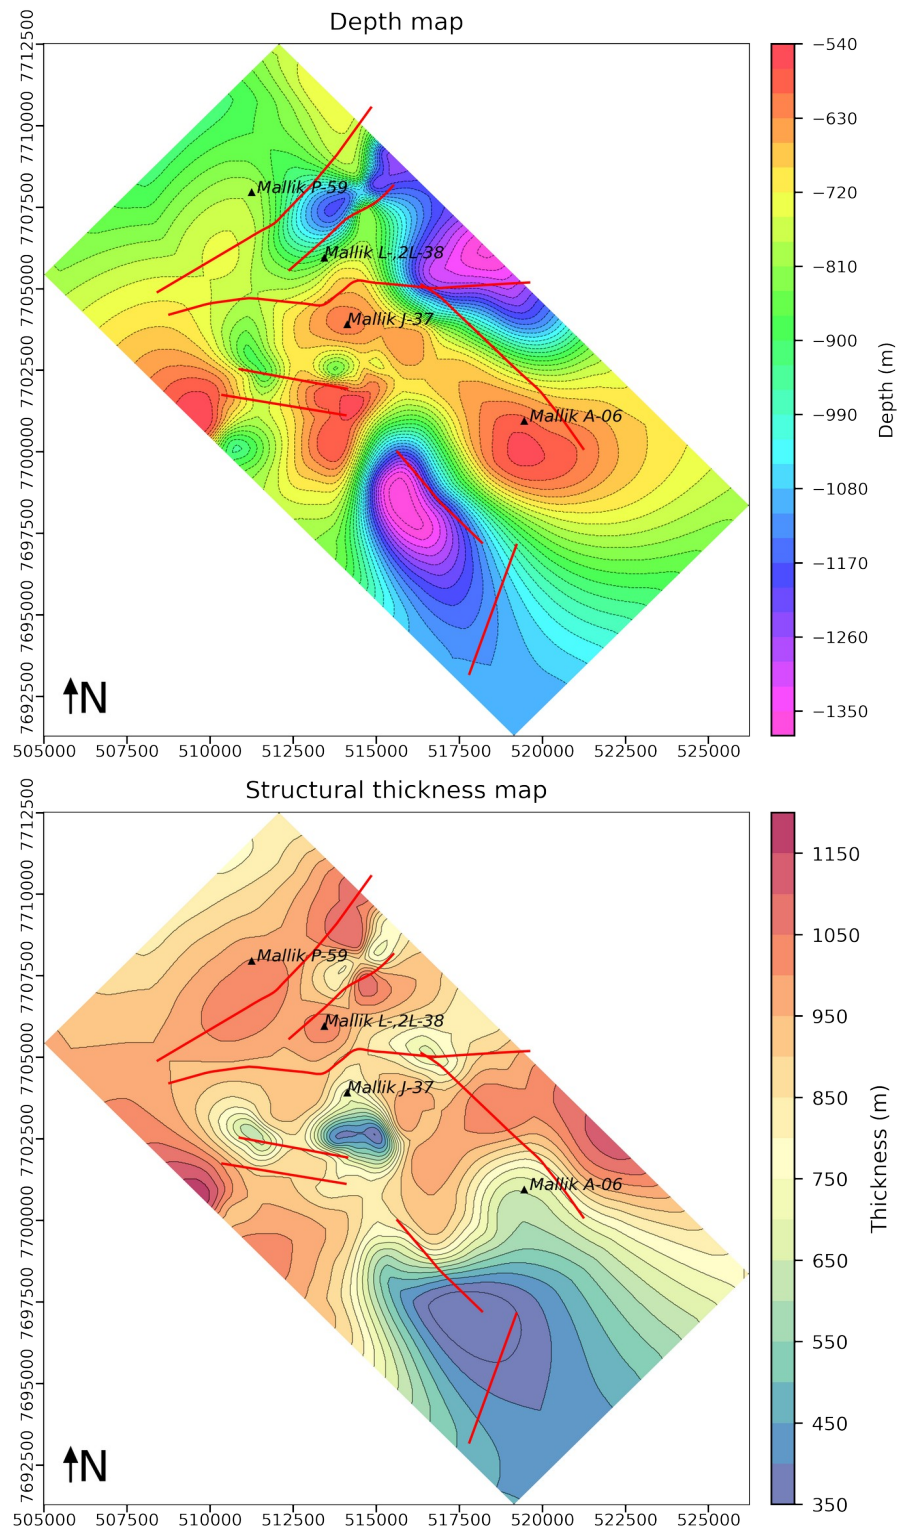 Depth map
7712500
7710000
7707500
7705000
7702500
7700000
7697500
7695000
7692500
Mallik P-59
Mallik L-,2L-38
Mallik J-37
Mallik A-06
N
505000 507500 510000 512500 515000 517500 520000 522500 525000
−540
−630
−720
−810
−900
−990
−1080
−1170
−1260
−1350
Depth (m)
Structural thickness map
7712500
7710000
7707500
7705000
7702500
7700000
7697500
7695000
7692500
Mallik P-59
Mallik L-,2L-38
Mallik J-37
Mallik A-06
N
505000 507500 510000 512500 515000 517500 520000 522500 525000
1150
1050
950
850
750
650
550
450
350
Thickness (m)